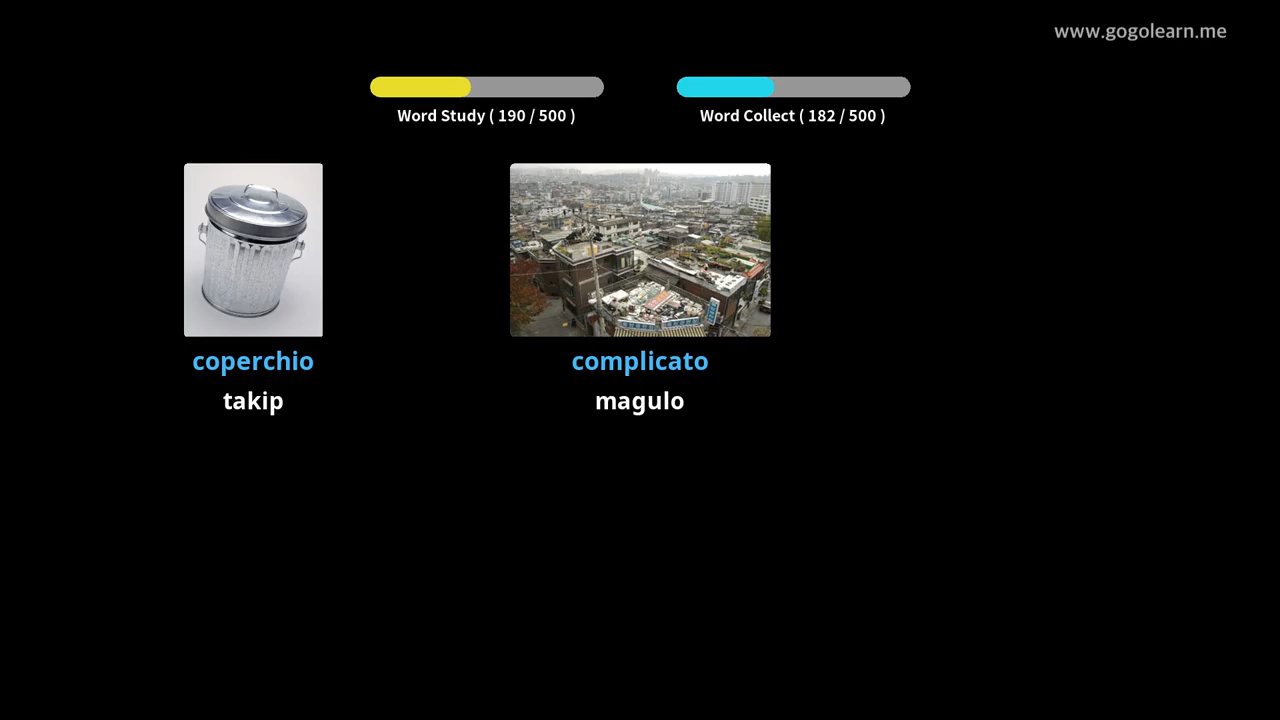 www.gogolearn.me
Word Study ( 190 / 500 )
Word Collect ( 182 / 500 )
coperchio
complicato
takip
magulo